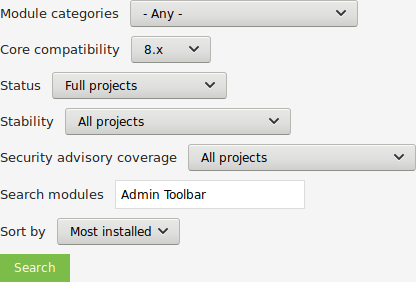 Module categories - Any -
Core compatibility 8.x
Status Full projects
Stability All projects
Security advisory coverage All projects
Search modules Admin Toolbar
Sort by Most installed
Search